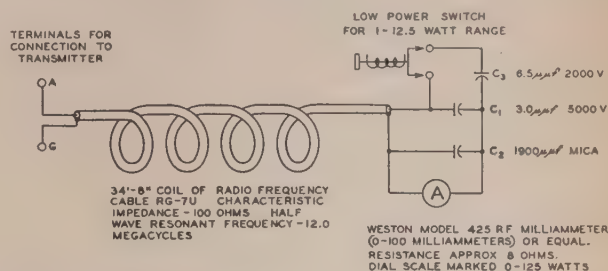 LOW POWER SWITCH
FOR 1-12.5 WATT RANGE
TERMINALS FOR
CONNECTION TO
TRANSMITTER
A
G
C3 6.5μμf 2000 V
C1 3.0μμf 5000 V
C2 1900μμf MICA
A
34'-8" COIL OF RADIO FREQUENCY
CABLE RG-7U CHARACTERISTIC
IMPEDANCE-100 OHMS HALF
WAVE RESONANT FREQUENCY-12.0
MEGACYCLES
WESTON MODEL 425 RF MILLIAMMETER
(0-100 MILLIAMMETERS) OR EQUAL.
RESISTANCE APPROX 8 OHMS.
DIAL SCALE MARKED 0-125 WATTS